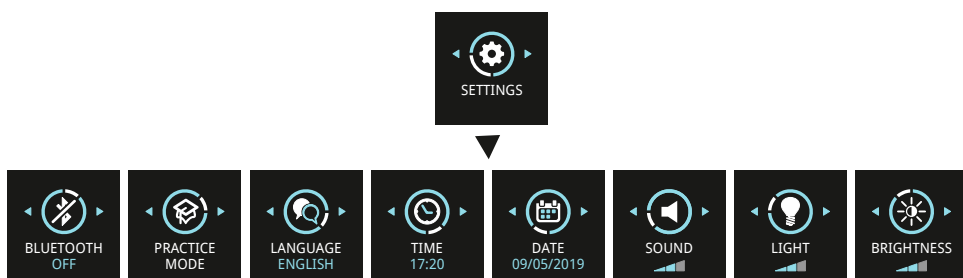 SETTINGS
BLUETOOTH
OFF
PRACTICE
MODE
LANGUAGE
ENGLISH
TIME
17:20
DATE
09/05/2019
SOUND
LIGHT
BRIGHTNESS